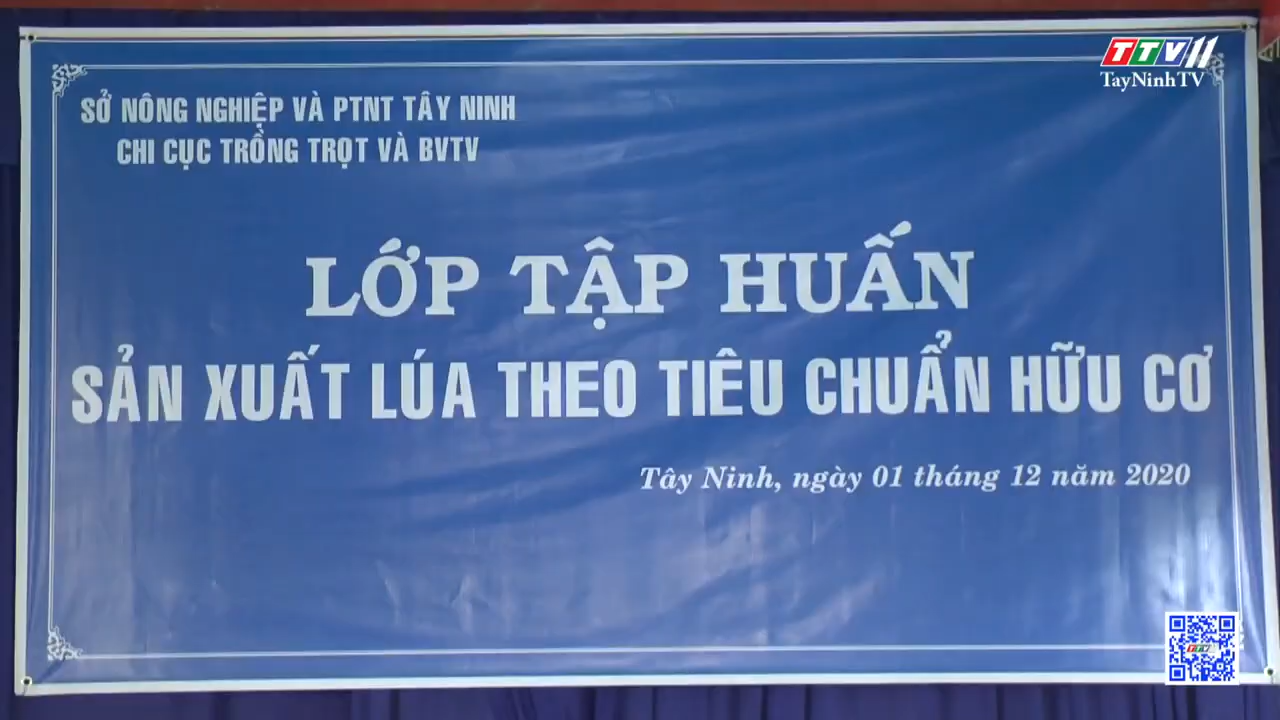 TTV11
TayNinhTV
SỞ NÔNG NGHIỆP VÀ PTNT TÂY NINH
CHI CỤC TRỒNG TRỌT VÀ BVTV
LỚP TẬP HUẤN
SẢN XUẤT LÚA THEO TIÊU CHUẨN HỮU CƠ
Tây Ninh, ngày 01 tháng 12 năm 2020
TTV